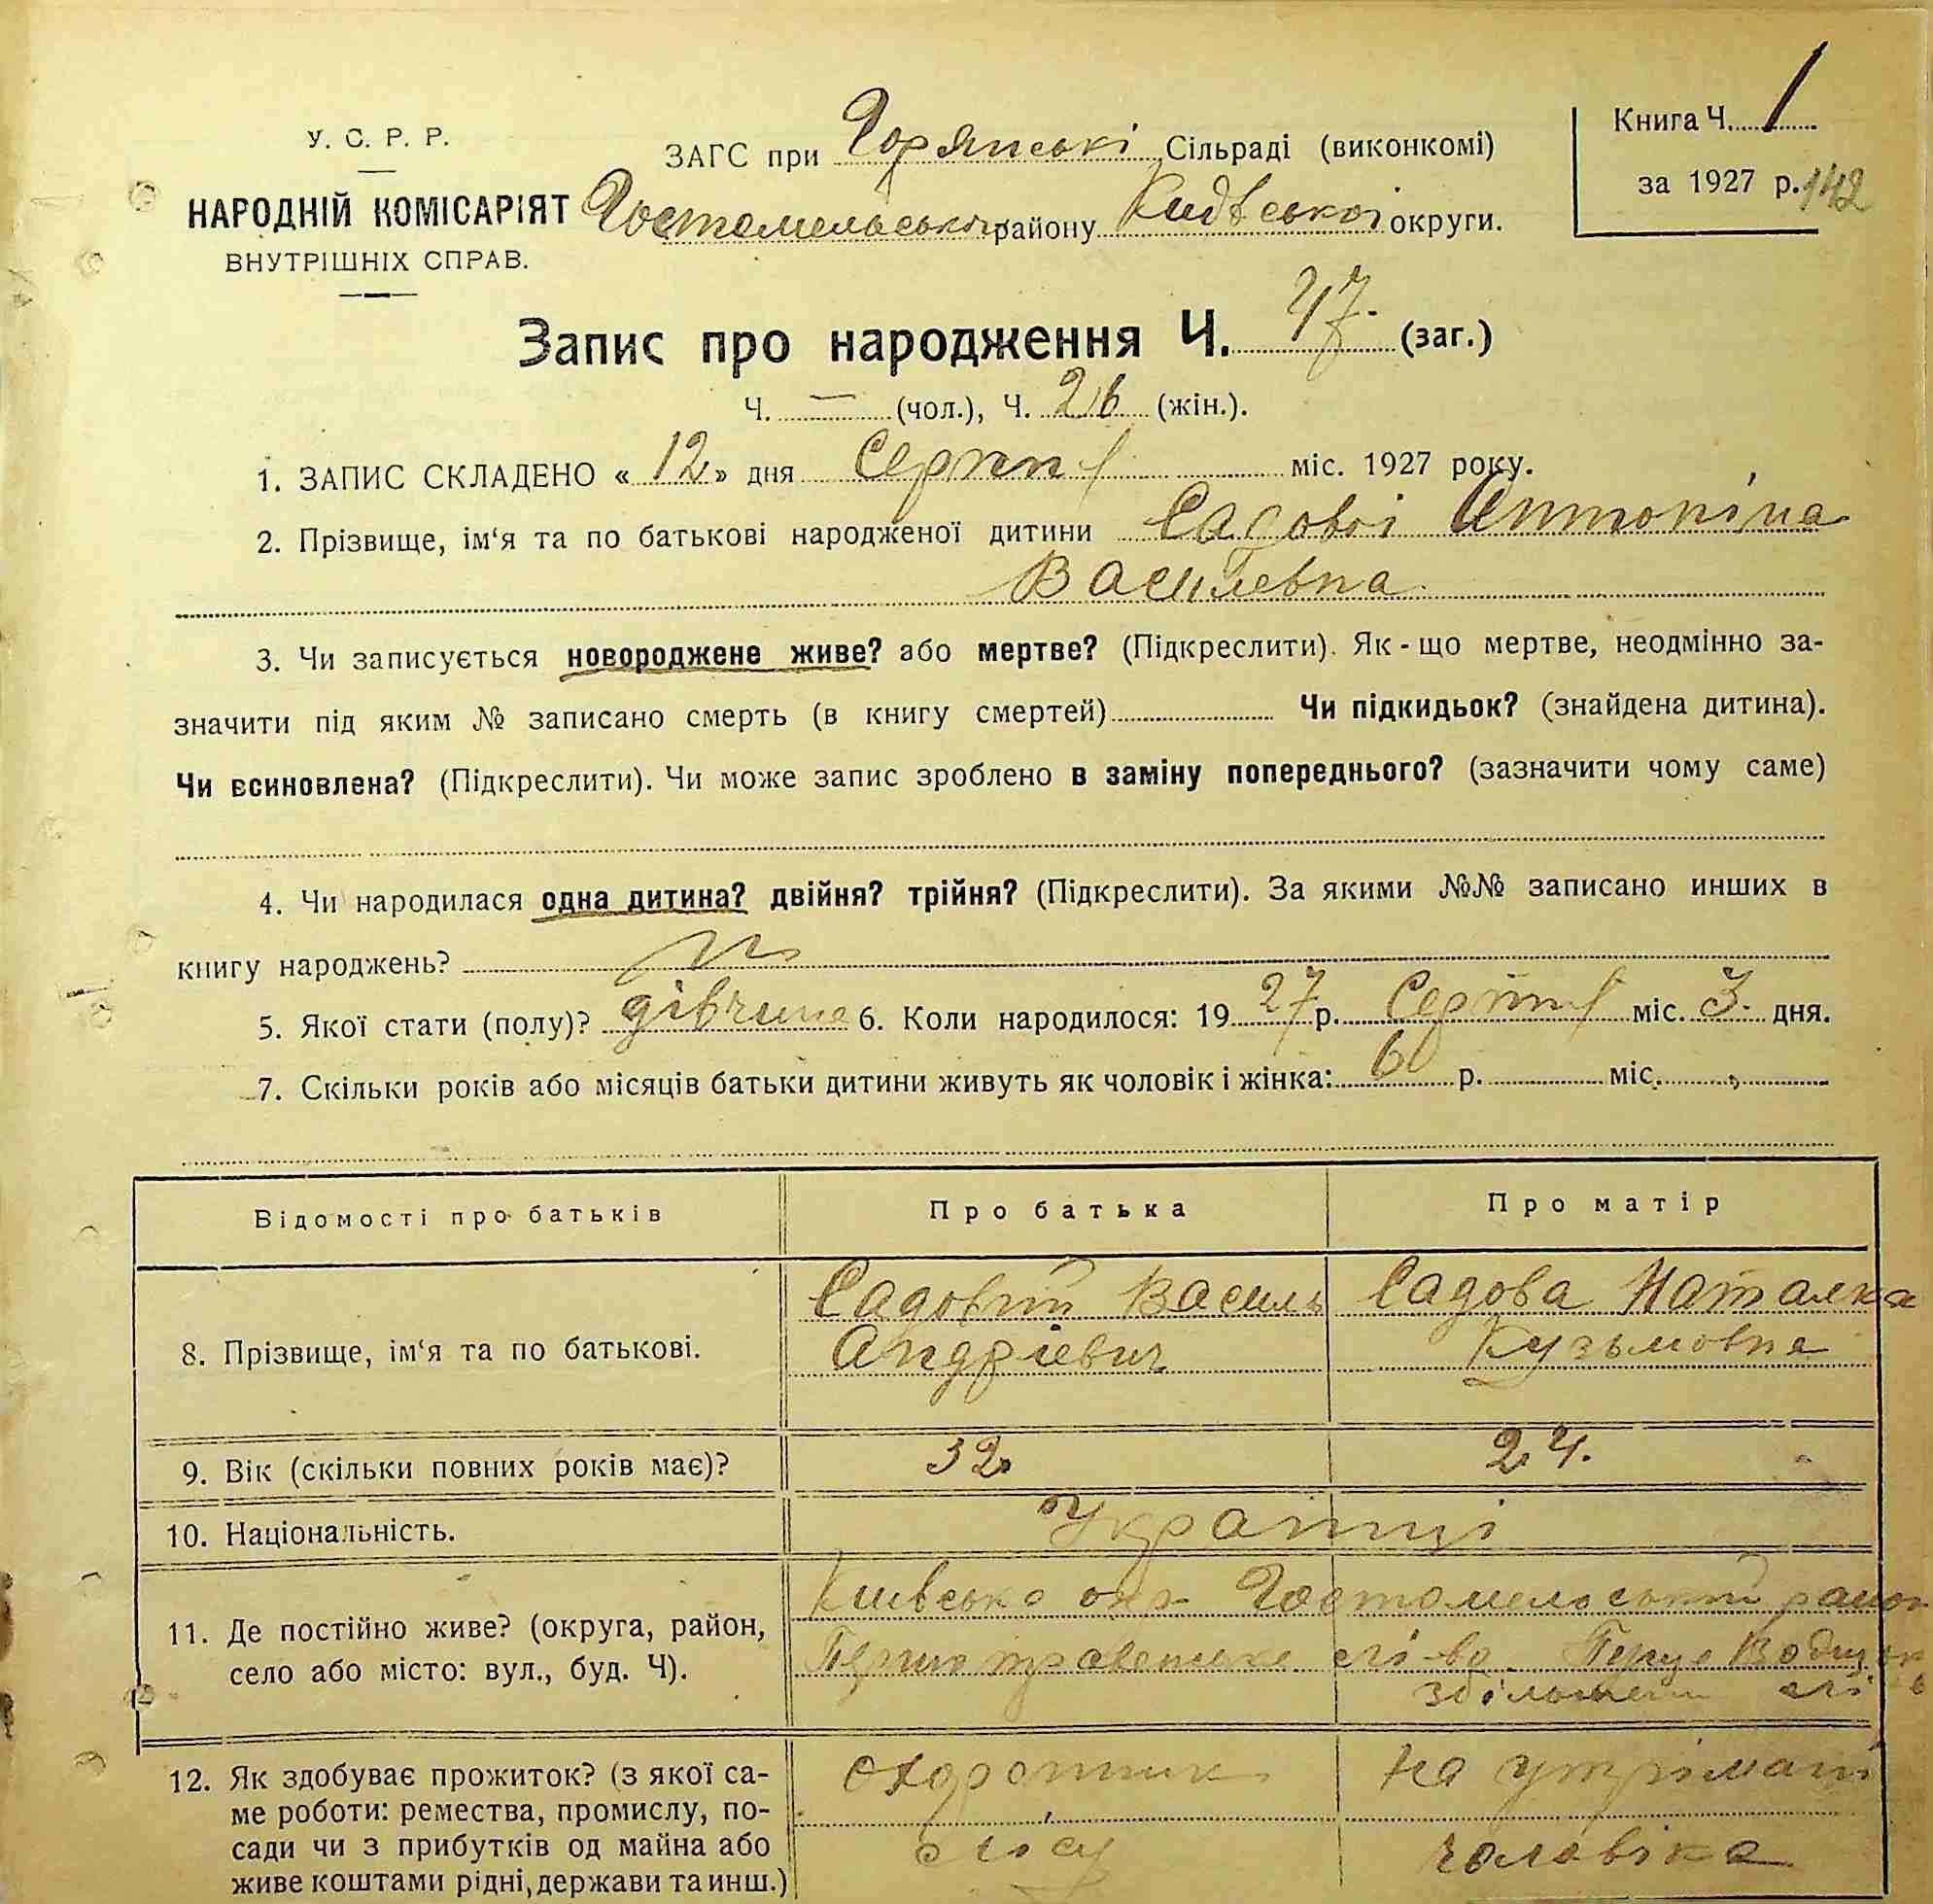 У. С. Р. Р.
НАРОДНІЙ КОМІСАРІЯТ
ВНУТРІШНІХ СПРАВ.
ЗАГС при Горянські Сільраді (виконкомі)
Гостомельського району Київської округи.
Книга Ч. 1
за 1927 р. 142
Запис про народження Ч. 47 (заг.)
Ч. — (чол.), Ч. 26 (жін.).
1. ЗАПИС СКЛАДЕНО « 12 » дня Серпня міс. 1927 року.
2. Прізвище, ім‘я та по батькові народженої дитини Садової Антоніна
Василевна
3. Чи записується новороджене живе? або мертве? (Підкреслити). Як-що мертве, неодмінно за-
значити під яким № записано смерть (в книгу смертей) Чи підкидьок? (знайдена дитина).
Чи всиновлена? (Підкреслити). Чи може запис зроблено в заміну попереднього? (зазначити чому саме)
4. Чи народилася одна дитина? двійня? трійня? (Підкреслити). За якими №№ записано инших в
книгу народжень?
5. Якої стати (полу)? дівчина 6. Коли народилося: 1927 р. Серпня міс. 3 дня.
7. Скільки років або місяців батьки дитини живуть як чоловік і жінка: 6 р. міс.
Відомості про батьків Про батька Про матір
8. Прізвище, ім‘я та по батькові. Садовий Василь Садова Наталка
Андрієвич Кузьмовна
9. Вік (скільки повних років має)? 32 24.
10. Національність. Українці
11. Де постійно живе? (округа, район,
село або місто: вул., буд. Ч).
Київська окр Гостомельський район
12. Як здобуває прожиток? (з якої са-
ме роботи: ремества, промислу, по-
сади чи з прибутків од майна або
живе коштами рідні, держави та инш.)
охоронник на утрімані
лісу чоловіка